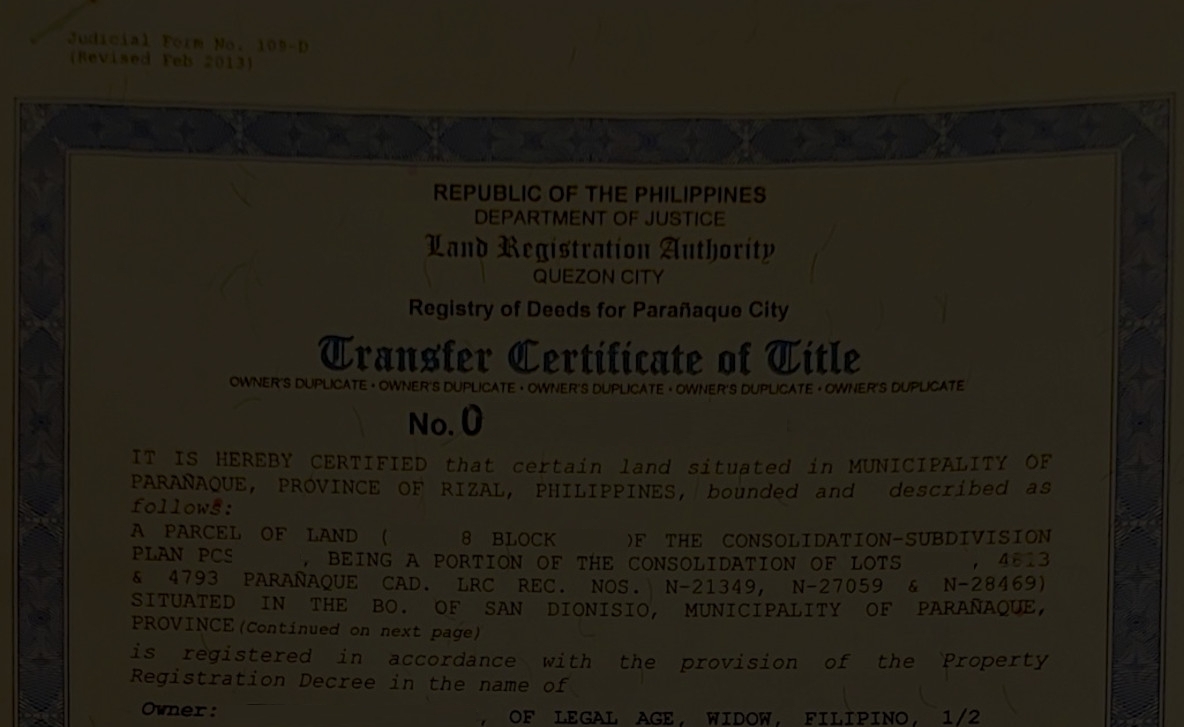 Judicial Form No. 109-D
(Revised Feb 2013)
REPUBLIC OF THE PHILIPPINES
DEPARTMENT OF JUSTICE
Land Registration Authority
QUEZON CITY
Registry of Deeds for Parañaque City
Transfer Certificate of Title
OWNER'S DUPLICATE • OWNER'S DUPLICATE • OWNER'S DUPLICATE • OWNER'S DUPLICATE • OWNER'S DUPLICATE
No. 0
IT IS HEREBY CERTIFIED that certain land situated in MUNICIPALITY OF
PARAÑAQUE, PROVINCE OF RIZAL, PHILIPPINES, bounded and described as
follows:
A PARCEL OF LAND ( 8 BLOCK )F THE CONSOLIDATION-SUBDIVISION
PLAN PCS , BEING A PORTION OF THE CONSOLIDATION OF LOTS , 4813
& 4793 PARAÑAQUE CAD. LRC REC. NOS. N-21349, N-27059 & N-28469)
SITUATED IN THE BO. OF SAN DIONISIO, MUNICIPALITY OF PARAÑAQUE,
PROVINCE (Continued on next page)
is registered in accordance with the provision of the Property
Registration Decree in the name of
Owner: , OF LEGAL AGE, WIDOW, FILIPINO, 1/2